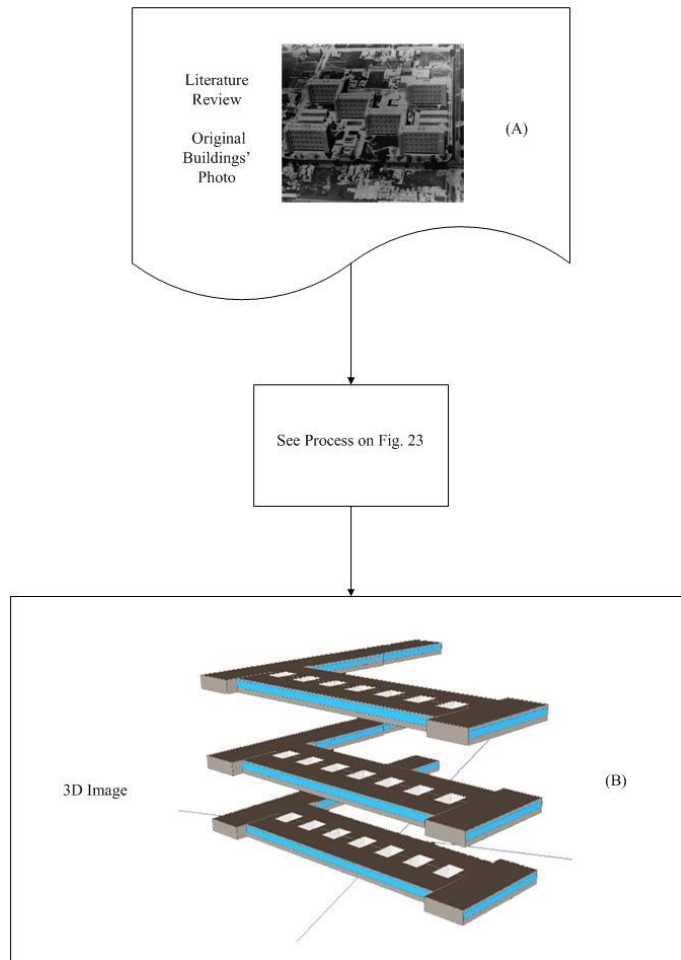 Literature
Review
Original
Buildings'
Photo
(A)
See Process on Fig. 23
3D Image
(B)